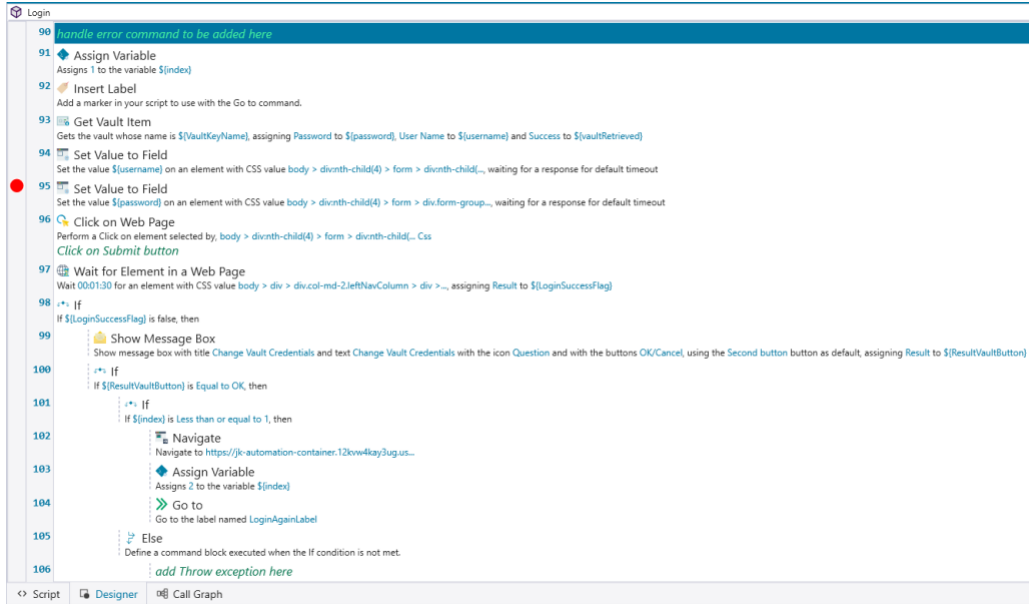 Login
90 handle error command to be added here
91 Assign Variable
Assigns 1 to the variable ${index}
92 Insert Label
Add a marker in your script to use with the Go to command.
93 Get Vault Item
Gets the vault whose name is ${VaultKeyName}, assigning Password to ${password}, User Name to ${username} and Success to ${vaultRetrieved}
94 Set Value to Field
Set the value ${username} on an element with CSS value body > div:nth-child(4) > form > div:nth-child(..., waiting for a response for default timeout
95 Set Value to Field
Set the value ${password} on an element with CSS value body > div:nth-child(4) > form > div.form-group..., waiting for a response for default timeout
96 Click on Web Page
Perform a Click on element selected by, body > div:nth-child(4) > form > div:nth-child(... Css
Click on Submit button
97 Wait for Element in a Web Page
Wait 00:01:30 for an element with CSS value body > div > div.col-md-2.leftNavColumn > div >..., assigning Result to ${LoginSuccessFlag}
98 If
If ${LoginSuccessFlag} is false, then
99 Show Message Box
Show message box with title Change Vault Credentials and text Change Vault Credentials with the icon Question and with the buttons OK/Cancel, using the Second button button as default, assigning Result to ${ResultVaultButton}
100 If
If ${ResultVaultButton} is Equal to OK, then
101 If
If ${index} is Less than or equal to 1, then
102 Navigate
Navigate to https://jk-automation-container.12kvw4kay3ug.us...
103 Assign Variable
Assigns 2 to the variable ${index}
104 Go to
Go to the label named LoginAgainLabel
105 Else
Define a command block executed when the If condition is not met.
106 add Throw exception here
Script Designer Call Graph